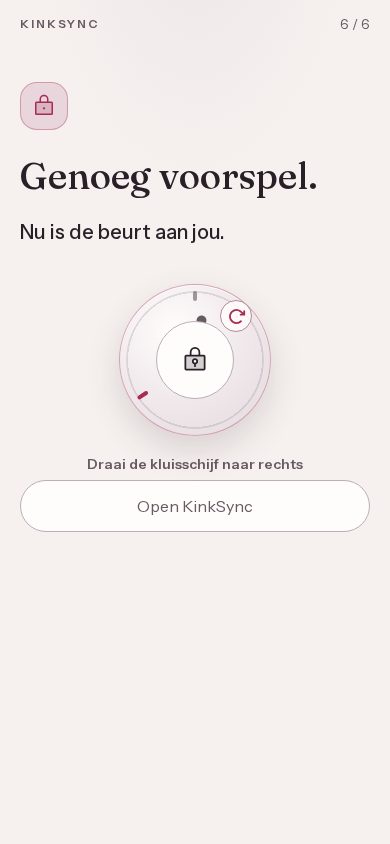 KINKSYNC
6 / 6
Genoeg voorspel.
Nu is de beurt aan jou.
Draai de kluisschijf naar rechts
Open KinkSync